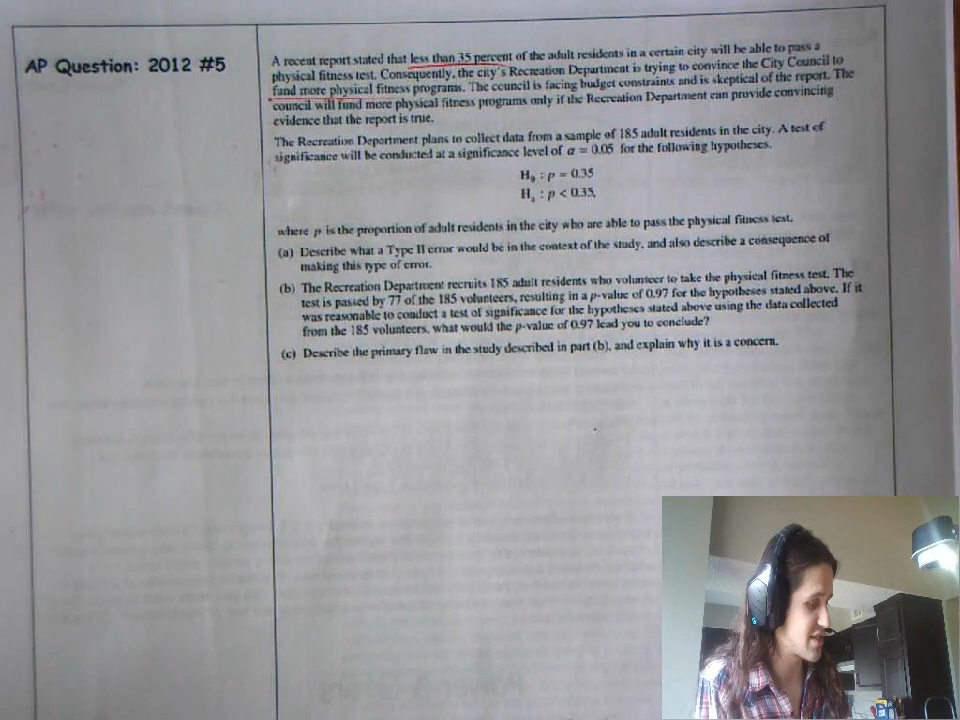 AP Question: 2012 #5
A recent report stated that less than 35 percent of the adult residents in a certain city will be able to pass a
physical fitness test. Consequently, the city's Recreation Department is trying to convince the City Council to
fund more physical fitness programs. The council is facing budget constraints and is skeptical of the report. The
council will fund more physical fitness programs only if the Recreation Department can provide convincing
evidence that the report is true.
The Recreation Department plans to collect data from a sample of 185 adult residents in the city. A test of
significance will be conducted at a significance level of α = 0.05 for the following hypotheses.
H₀ : p = 0.35
Hₐ : p < 0.35,
where p is the proportion of adult residents in the city who are able to pass the physical fitness test.
(a) Describe what a Type II error would be in the context of the study, and also describe a consequence of
making this type of error.
(b) The Recreation Department recruits 185 adult residents who volunteer to take the physical fitness test. The
test is passed by 77 of the 185 volunteers, resulting in a p-value of 0.97 for the hypotheses stated above. If it
was reasonable to conduct a test of significance for the hypotheses stated above using the data collected
from the 185 volunteers, what would the p-value of 0.97 lead you to conclude?
(c) Describe the primary flaw in the study described in part (b), and explain why it is a concern.